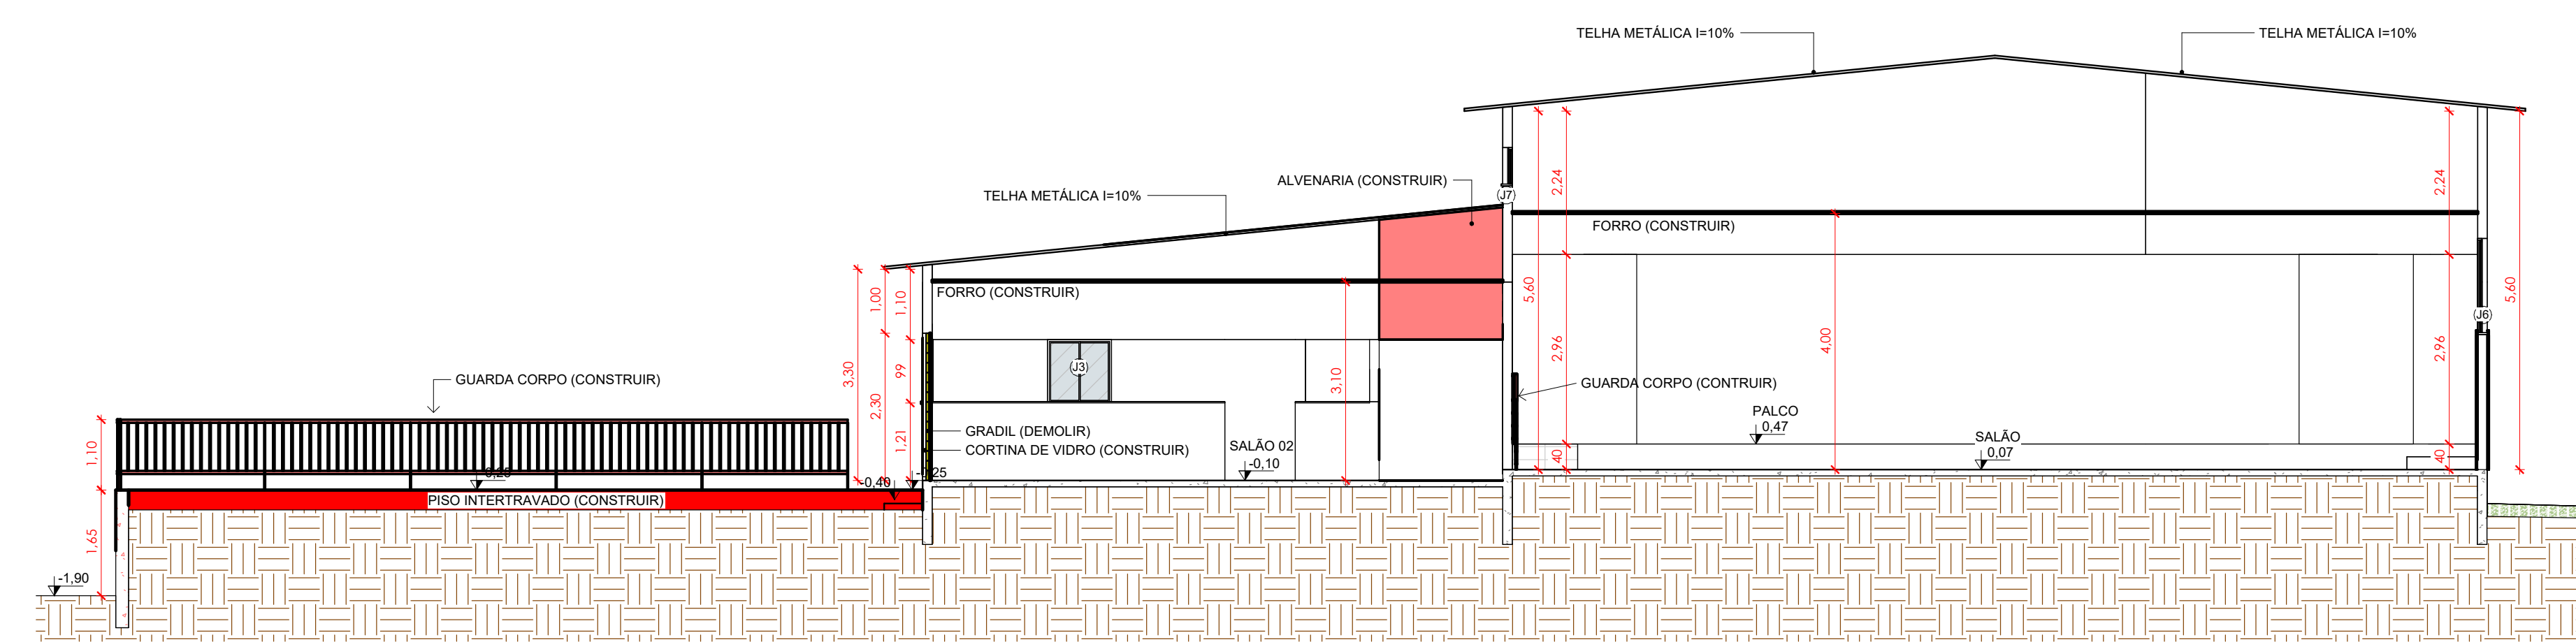 TELHA METÁLICA I=10%
TELHA METÁLICA I=10%
ALVENARIA (CONSTRUIR)
TELHA METÁLICA I=10%
J7
2,24
2,24
FORRO (CONSTRUIR)
FORRO (CONSTRUIR)
1,00
1,10
5,60
5,60
J6
3,30
99
J3
3,10
2,96
4,00
2,96
GUARDA CORPO (CONSTRUIR)
GUARDA CORPO (CONTRUIR)
2,30
PALCO
0,47
1,10
1,21
GRADIL (DEMOLIR)
CORTINA DE VIDRO (CONSTRUIR)
SALÃO 02
-0,10
SALÃO
0,07
40
40
-0,25
-0,25
-0,40
PISO INTERTRAVADO (CONSTRUIR)
1,65
-1,90